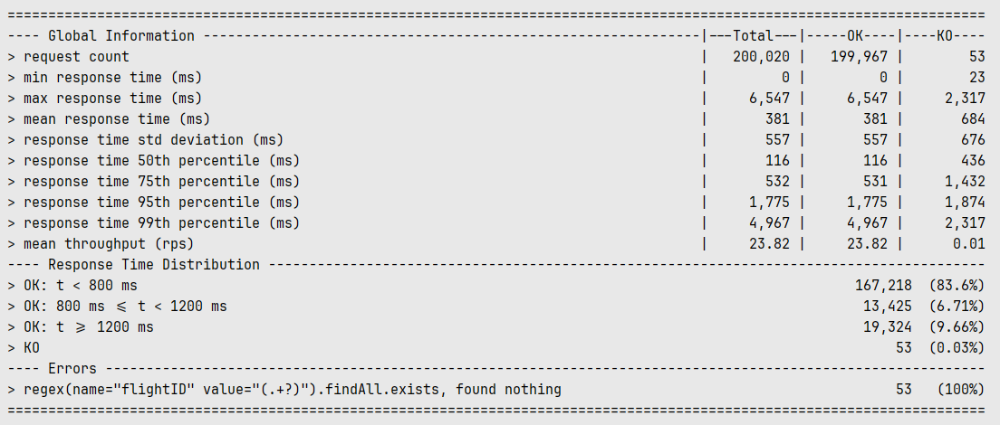 ========================================================================================================================
---- Global Information -------------------------------------------------------------|---Total---|-----OK----|----KO----
> request count                                                                      |   200,020 |   199,967 |        53
> min response time (ms)                                                             |         0 |         0 |        23
> max response time (ms)                                                             |     6,547 |     6,547 |     2,317
> mean response time (ms)                                                            |       381 |       381 |       684
> response time std deviation (ms)                                                   |       557 |       557 |       676
> response time 50th percentile (ms)                                                 |       116 |       116 |       436
> response time 75th percentile (ms)                                                 |       532 |       531 |     1,432
> response time 95th percentile (ms)                                                 |     1,775 |     1,775 |     1,874
> response time 99th percentile (ms)                                                 |     4,967 |     4,967 |     2,317
> mean throughput (rps)                                                              |     23.82 |     23.82 |      0.01
---- Response Time Distribution ----------------------------------------------------------------------------------------
> OK: t < 800 ms                                                                                        167,218  (83.6%)
> OK: 800 ms <= t < 1200 ms                                                                              13,425  (6.71%)
> OK: t >= 1200 ms                                                                                       19,324  (9.66%)
> KO                                                                                                         53  (0.03%)
---- Errors ------------------------------------------------------------------------------------------------------------
> regex(name="flightID" value="(.+?)").findAll.exists, found nothing                                         53   (100%)
========================================================================================================================